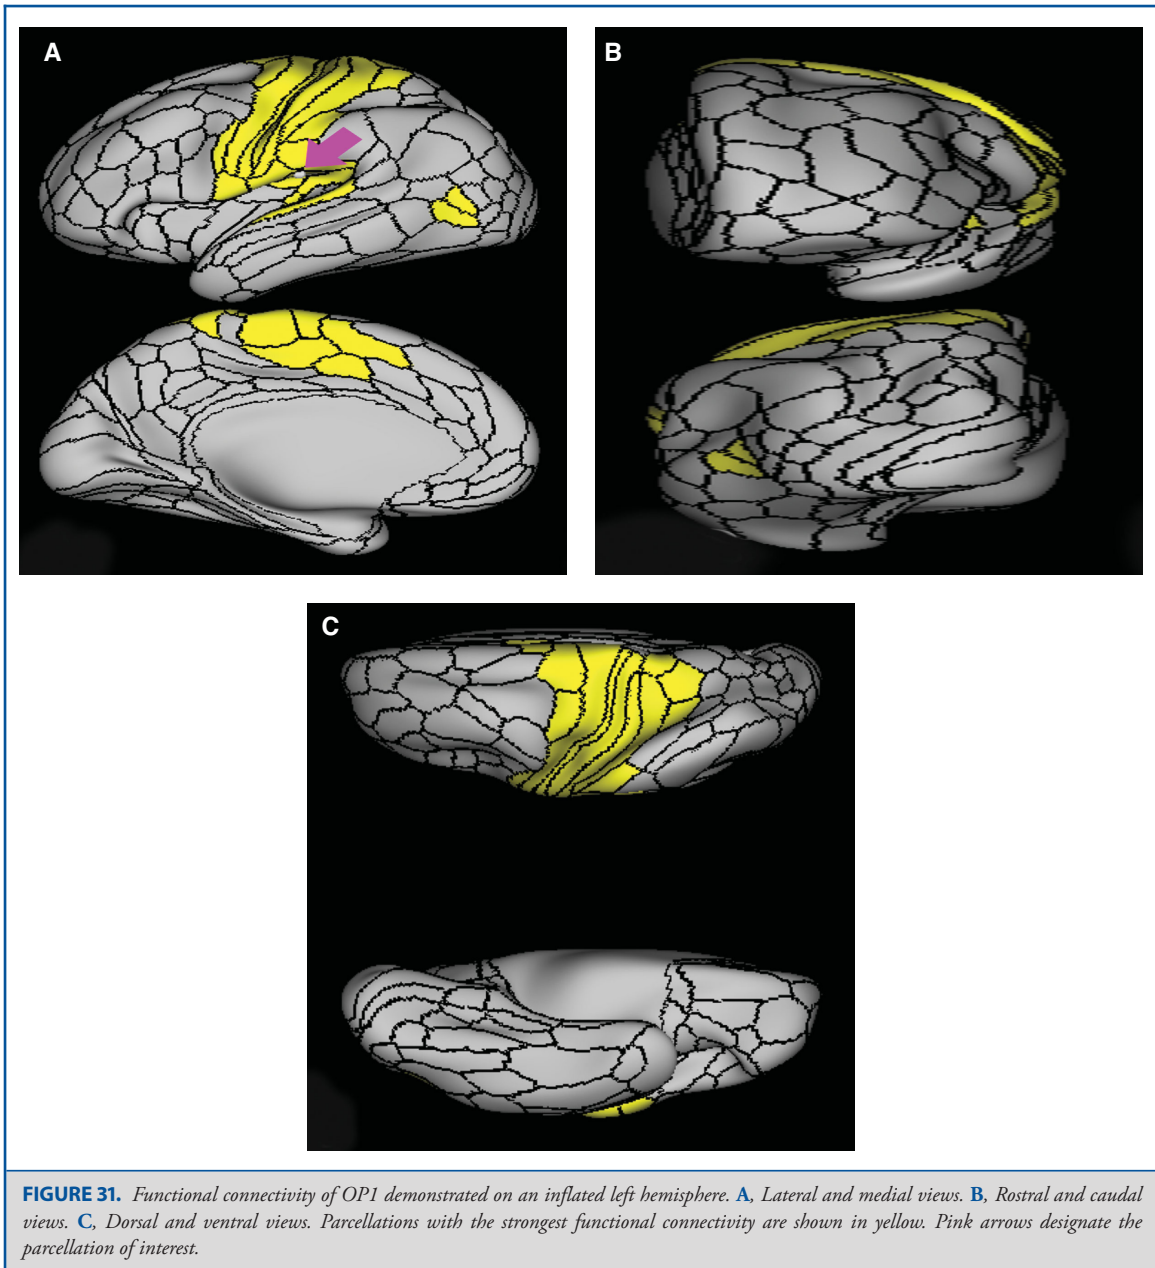 A
B
C
FIGURE 31. Functional connectivity of OP1 demonstrated on an inflated left hemisphere. A, Lateral and medial views. B, Rostral and caudal
views. C, Dorsal and ventral views. Parcellations with the strongest functional connectivity are shown in yellow. Pink arrows designate the
parcellation of interest.